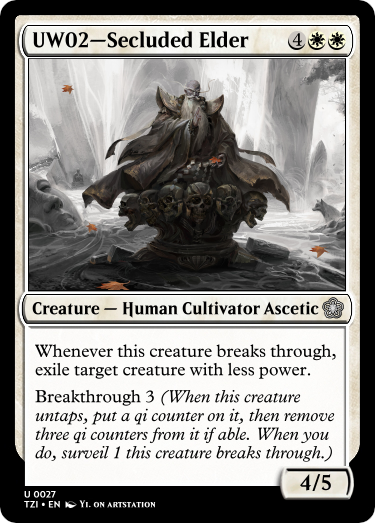 UW02—Secluded Elder 4
Creature — Human Cultivator Ascetic
Whenever this creature breaks through,
exile target creature with less power.
Breakthrough 3 (When this creature
untaps, put a qi counter on it, then remove
three qi counters from it if able. When you
do, surveil 1 this creature breaks through.)
4/5
U 0027
TZI • EN Yi. on artstation